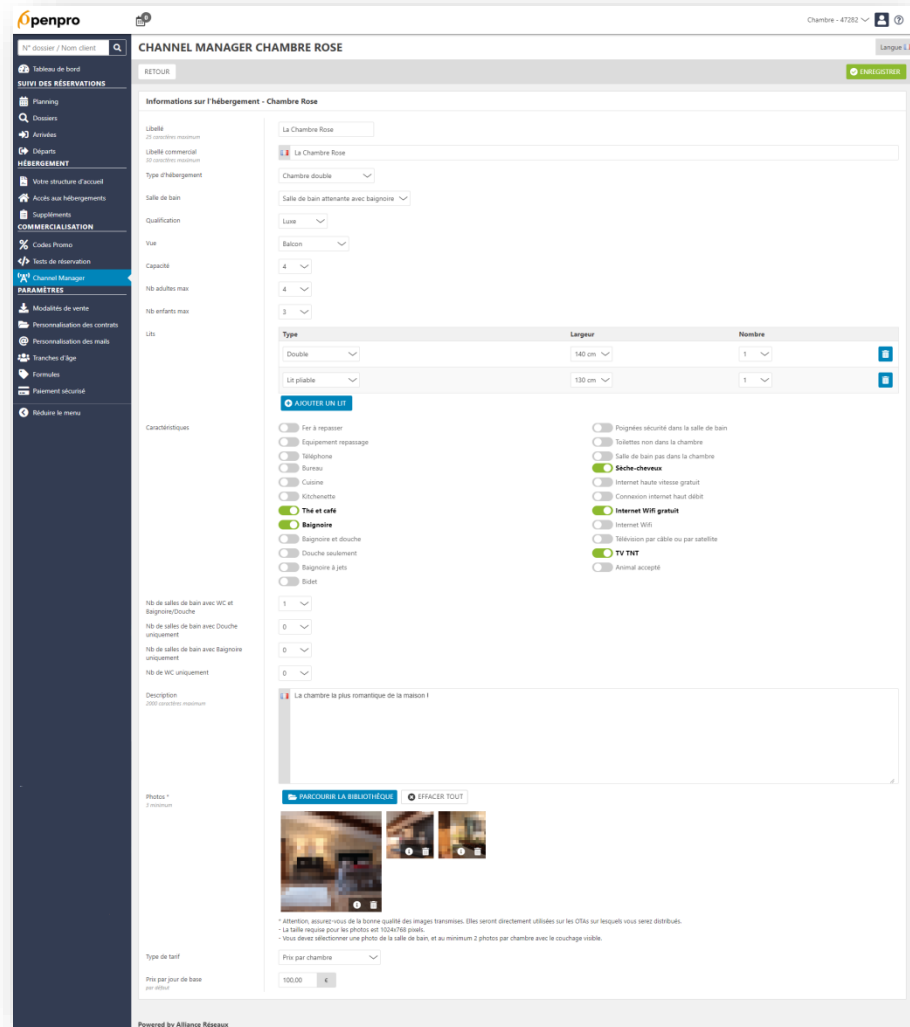 Openpro
0
Chambre - 47282
N° dossier / Nom client
CHANNEL MANAGER CHAMBRE ROSE
Langue
RETOUR
ENREGISTRER
Tableau de bord
SUIVI DES RÉSERVATIONS
Planning
Dossiers
Arrivées
Départs
HÉBERGEMENT
Votre structure d'accueil
Accès aux hébergements
Suppléments
COMMERCIALISATION
Codes Promo
Tests de réservation
Channel Manager
PARAMÈTRES
Modalités de vente
Personnalisation des contrats
Personnalisation des mails
Tranches d'âge
Formules
Paiement sécurisé
Réduire le menu
Informations sur l'hébergement - Chambre Rose
Libellé
25 caractères maximum
La Chambre Rose
Libellé commercial
50 caractères maximum
La Chambre Rose
Type d'hébergement
Chambre double
Salle de bain
Salle de bain attenante avec baignoire
Qualification
Luxe
Vue
Balcon
Capacité
4
Nb adultes max
4
Nb enfants max
3
Lits
Type Largeur Nombre
Double 140 cm 1
Lit pliable 130 cm 1
AJOUTER UN LIT
Caractéristiques
Fer à repasser
Equipement repassage
Téléphone
Bureau
Cuisine
Kitchenette
Thé et café
Baignoire
Baignoire et douche
Douche seulement
Baignoire à jets
Bidet
Poignées sécurité dans la salle de bain
Toilettes non dans la chambre
Salle de bain pas dans la chambre
Sèche-cheveux
Internet haute vitesse gratuit
Connexion internet haut débit
Internet Wifi gratuit
Internet Wifi
Télévision par câble ou par satellite
TV TNT
Animal accepté
Nb de salles de bain avec WC et
Baignoire/Douche
1
Nb de salles de bain avec Douche
uniquement
0
Nb de salles de bain avec Baignoire
uniquement
0
Nb de WC uniquement
0
Description
2000 caractères maximum
La chambre la plus romantique de la maison !
Photos *
3 minimum
PARCOURIR LA BIBLIOTHÈQUE
EFFACER TOUT
* Attention, assurez-vous de la bonne qualité des images transmises. Elles seront directement utilisées sur les OTAs sur lesquels vous serez distribués.
- La taille requise pour les photos est 1024x768 pixels.
- Vous devez sélectionner une photo de la salle de bain, et au minimum 2 photos par chambre avec le couchage visible.
Type de tarif
Prix par chambre
Prix par jour de base
par défaut
100.00 €
Powered by Alliance Réseaux